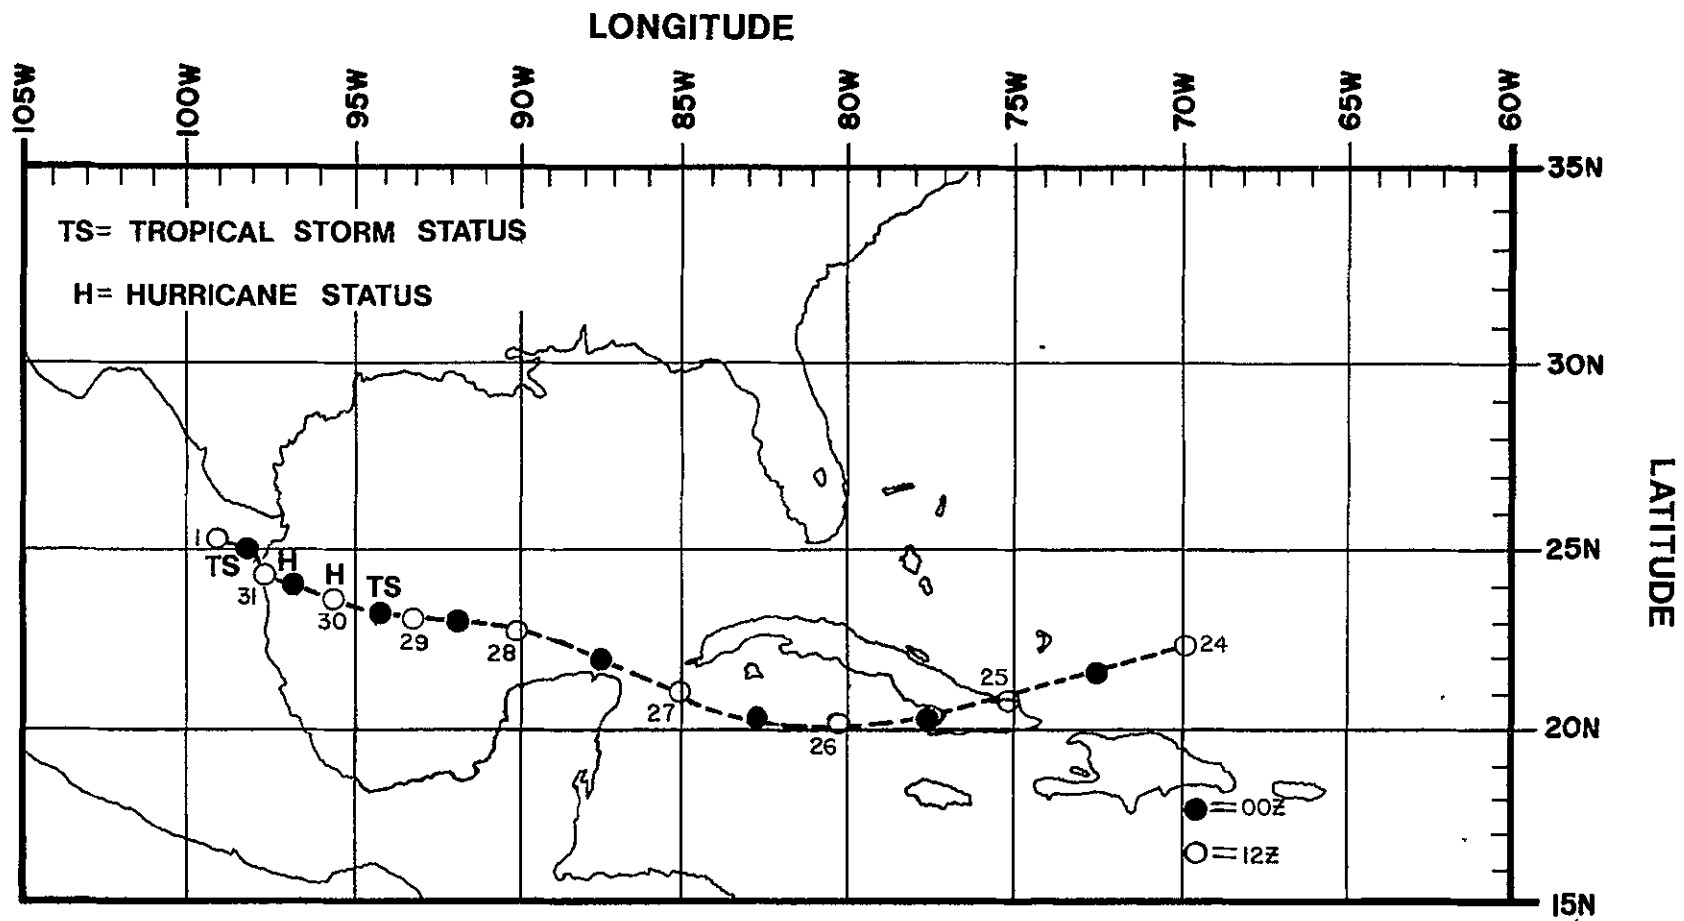 LONGITUDE
105W 100W 95W 90W 85W 80W 75W 70W 65W 60W
35N
TS= TROPICAL STORM STATUS
H= HURRICANE STATUS
30N
LATITUDE
1
25N
TS H H TS
31 30 29 28
25 24
27
26
20N
=00Z
=12Z
15N